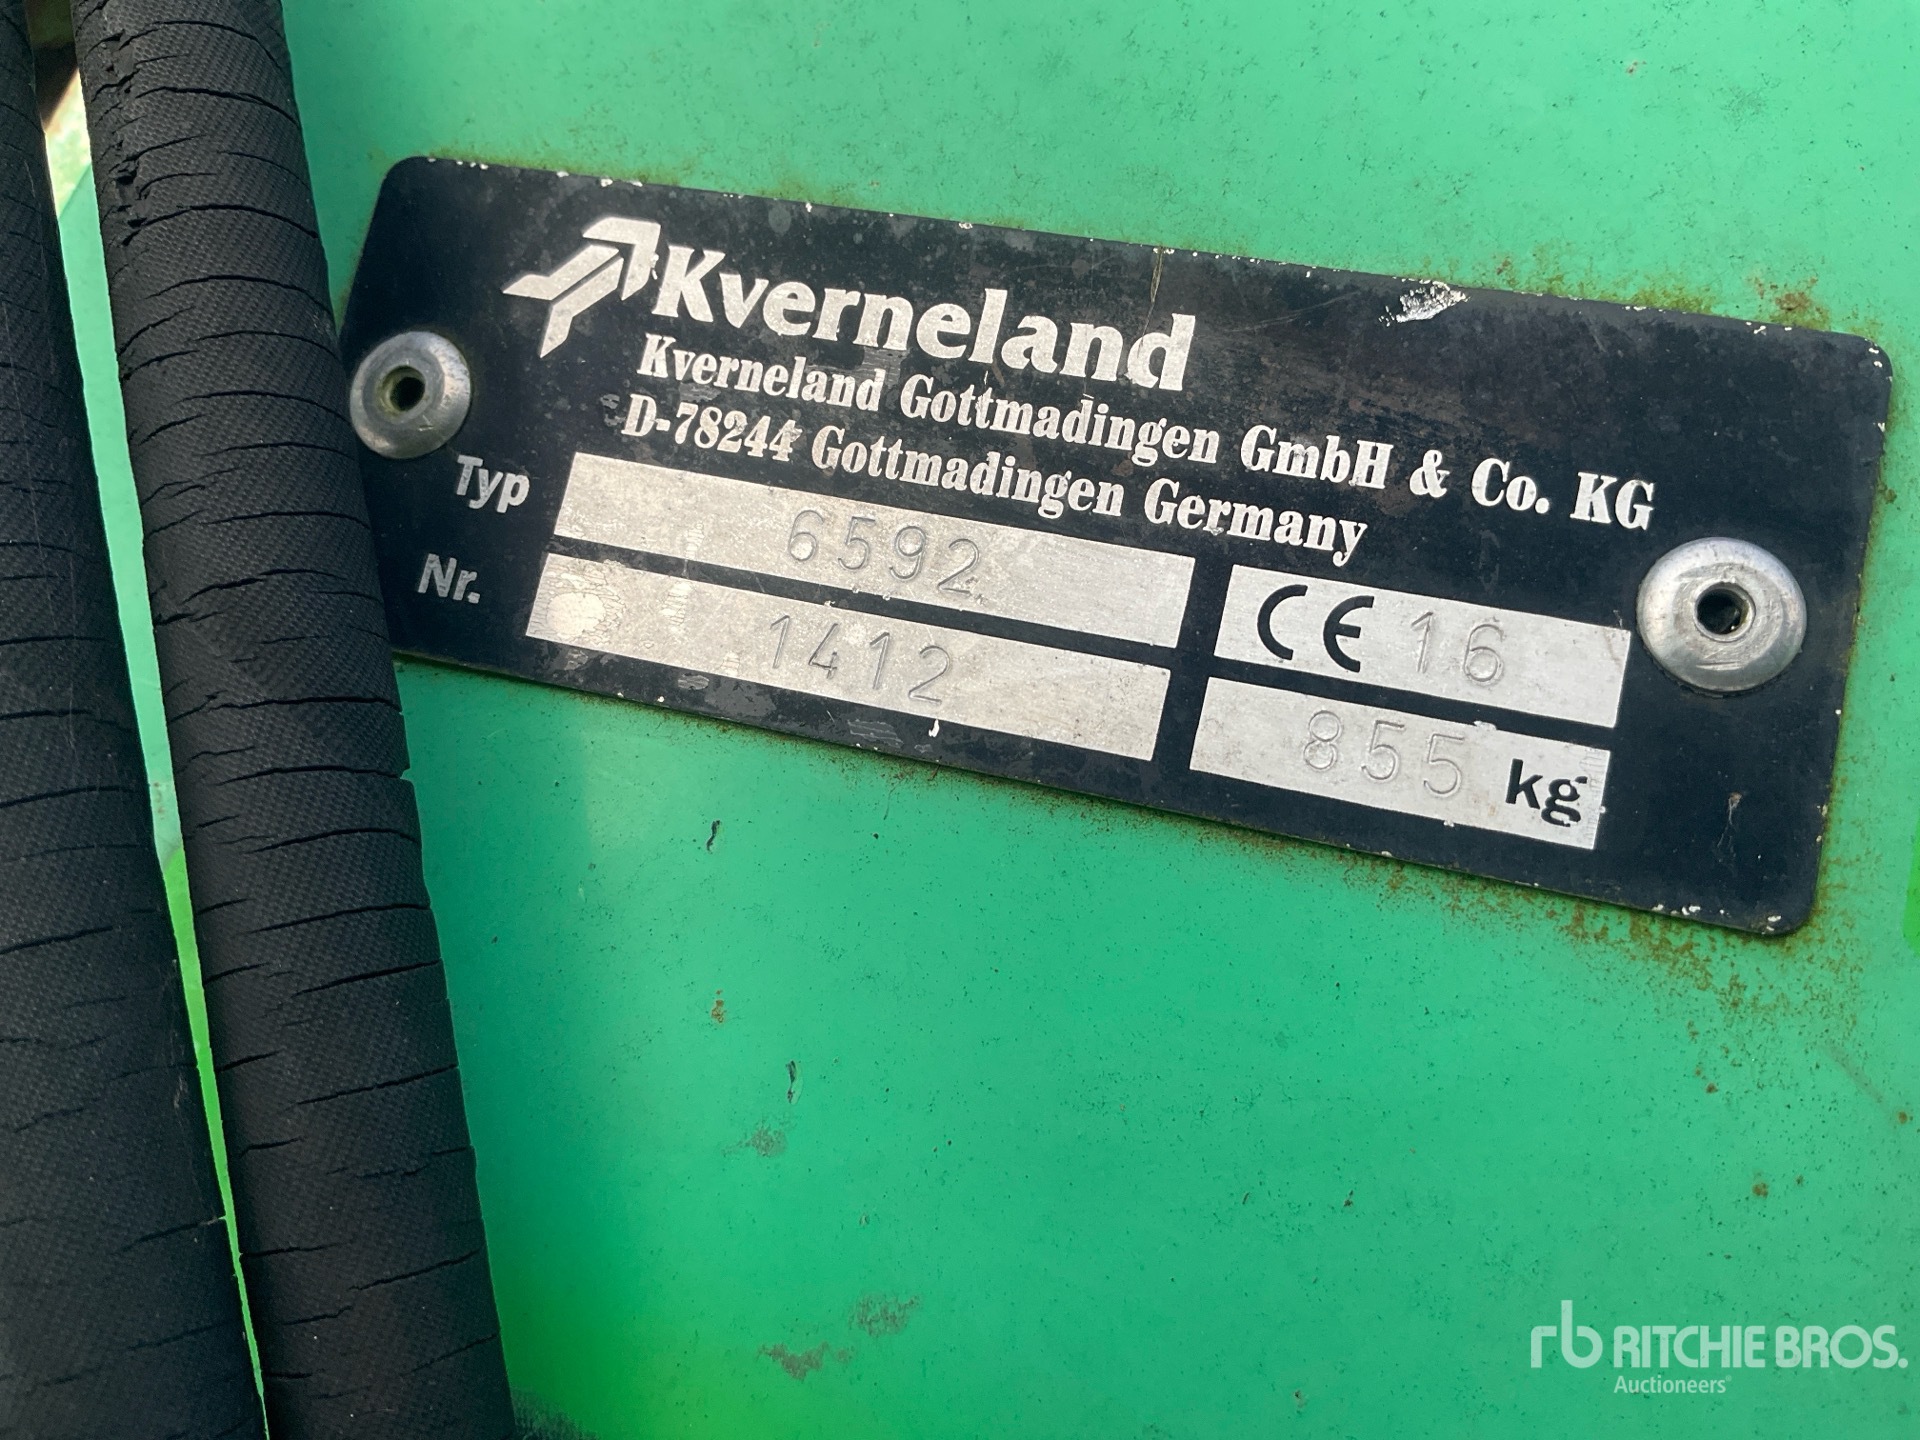 Kverneland
Kverneland Gottmadingen GmbH & Co. KG
D-78244 Gottmadingen Germany
Typ 6592 CE 16
Nr. 1412 855 kg
rb RITCHIE BROS.
Auctioneers